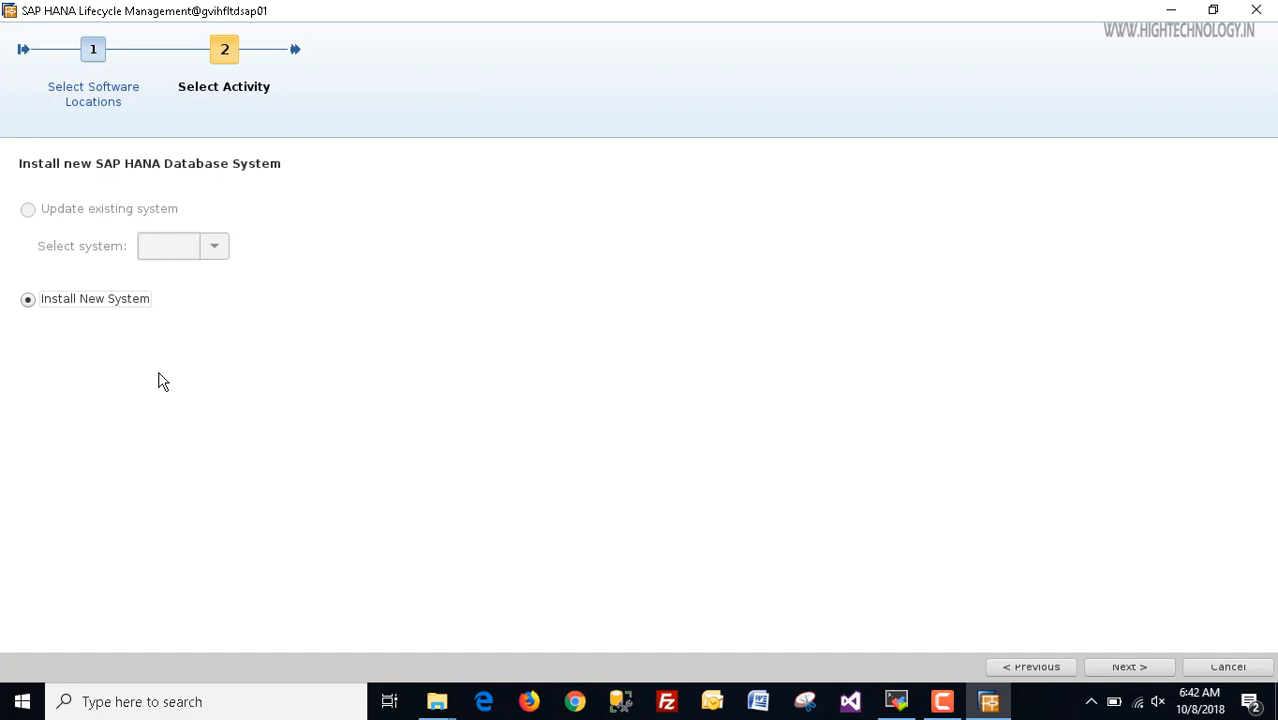 SAP HANA Lifecycle Management@gvihfltdsap01
WWW.HIGHTECHNOLOGY.IN
1
2
Select Software
Locations
Select Activity
Install new SAP HANA Database System
Update existing system
Select system:
Install New System
< Previous
Next >
Cancel
Type here to search
6:42 AM
10/8/2018
2